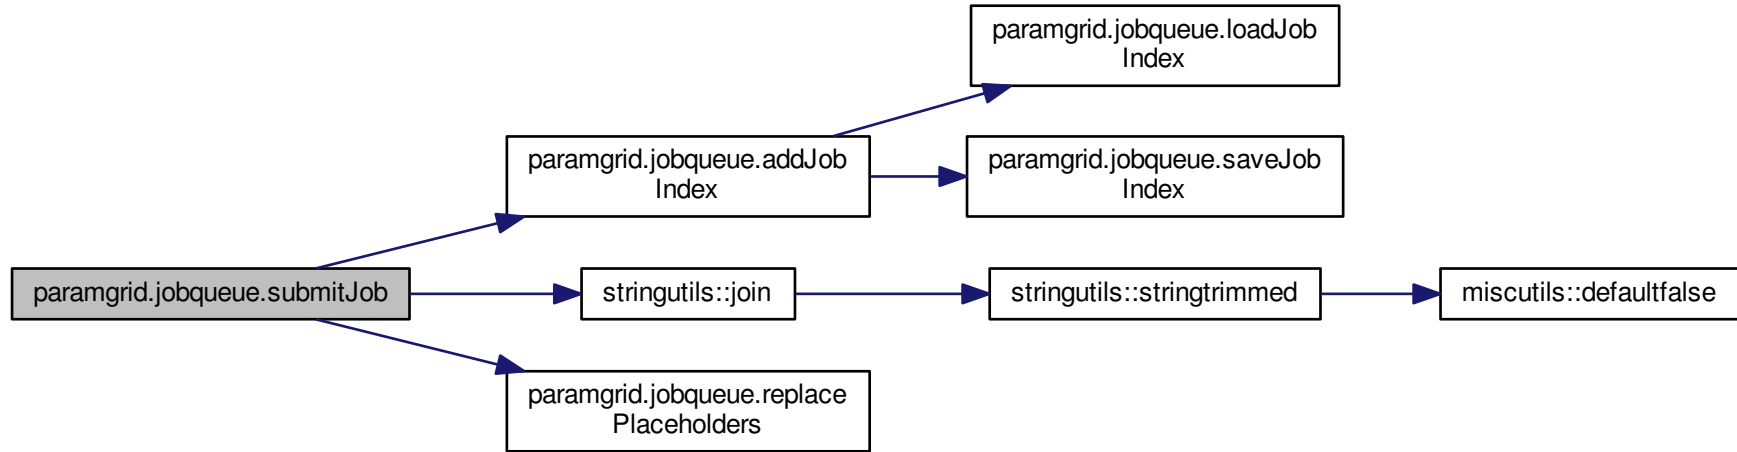 paramgrid.jobqueue.loadJob
Index
paramgrid.jobqueue.addJob
Index
paramgrid.jobqueue.saveJob
Index
paramgrid.jobqueue.submitJob
stringutils::join
stringutils::stringtrimmed
miscutils::defaultfalse
paramgrid.jobqueue.replace
Placeholders